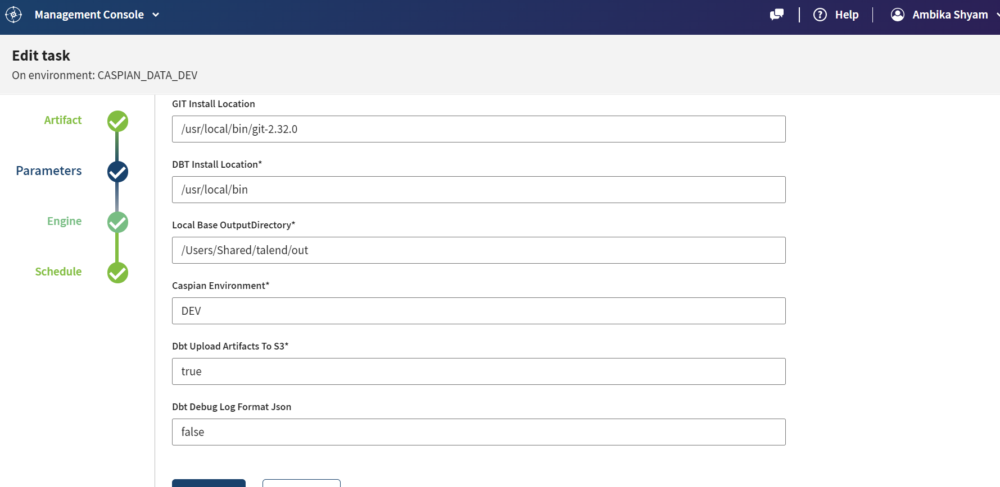 Management Console
Help
Ambika Shyam
Edit task
On environment: CASPIAN_DATA_DEV
Artifact
Parameters
Engine
Schedule
GIT Install Location
/usr/local/bin/git-2.32.0
DBT Install Location*
/usr/local/bin
Local Base OutputDirectory*
/Users/Shared/talend/out
Caspian Environment*
DEV
Dbt Upload Artifacts To S3*
true
Dbt Debug Log Format Json
false